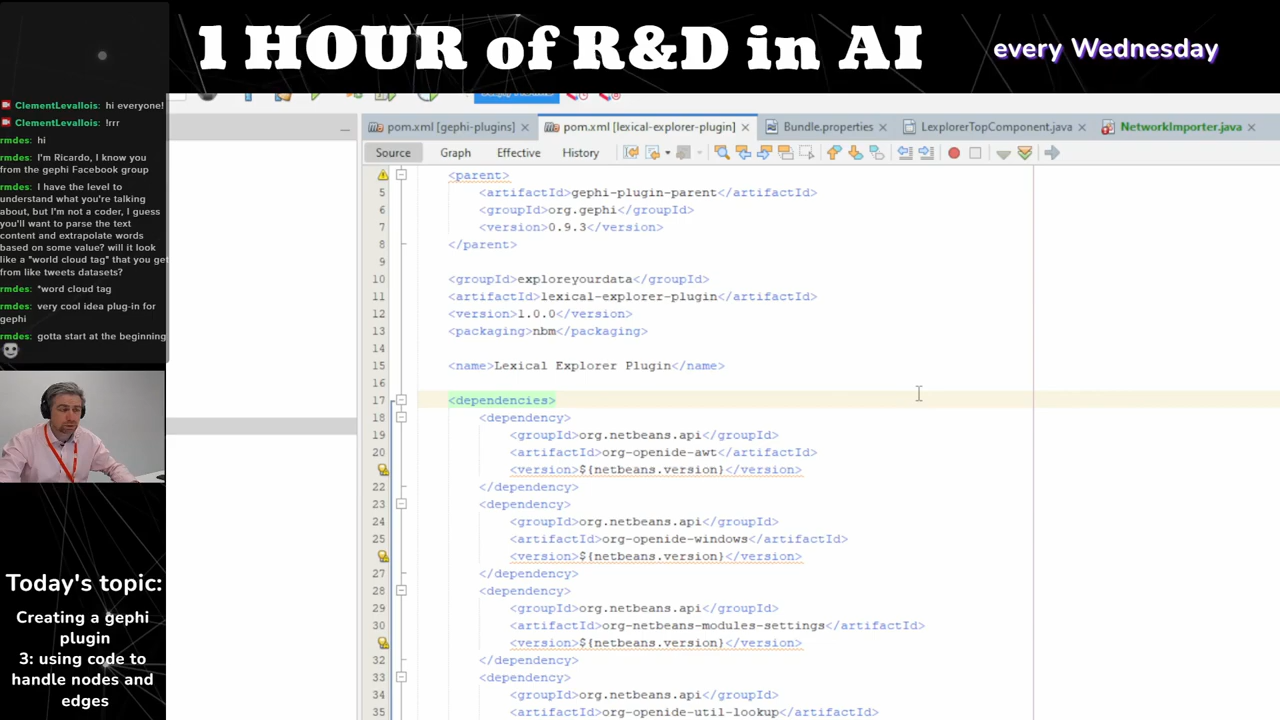 1 HOUR of R&D in AI
every Wednesday
ClementLevallois: hi everyone!
ClementLevallois: !rrr
rmdes: hi
rmdes: I'm Ricardo, I know you
from the gephi Facebook group
rmdes: I have the level to
understand what you're talking
about, but I'm not a coder, I guess
you'll want to parse the text
content and extrapolate words
based on some value? will it look
like a "world cloud tag" that you get
from like tweets datasets?
rmdes: *word cloud tag
rmdes: very cool idea plug-in for
gephi
rmdes: gotta start at the beginning
Today's topic:
Creating a gephi
plugin
3: using code to
handle nodes and
edges
pom.xml [gephi-plugins] pom.xml [lexical-explorer-plugin] Bundle.properties LexplorerTopComponent.java NetworkImporter.java
Source Graph Effective History
<parent>
5 <artifactId>gephi-plugin-parent</artifactId>
6 <groupId>org.gephi</groupId>
7 <version>0.9.3</version>
8 </parent>
9
10 <groupId>exploreyourdata</groupId>
11 <artifactId>lexical-explorer-plugin</artifactId>
12 <version>1.0.0</version>
13 <packaging>nbm</packaging>
14
15 <name>Lexical Explorer Plugin</name>
16
17 <dependencies>
18 <dependency>
19 <groupId>org.netbeans.api</groupId>
20 <artifactId>org-openide-awt</artifactId>
21 <version>${netbeans.version}</version>
22 </dependency>
23 <dependency>
24 <groupId>org.netbeans.api</groupId>
25 <artifactId>org-openide-windows</artifactId>
26 <version>${netbeans.version}</version>
27 </dependency>
28 <dependency>
29 <groupId>org.netbeans.api</groupId>
30 <artifactId>org-netbeans-modules-settings</artifactId>
31 <version>${netbeans.version}</version>
32 </dependency>
33 <dependency>
34 <groupId>org.netbeans.api</groupId>
35 <artifactId>org-openide-util-lookup</artifactId>